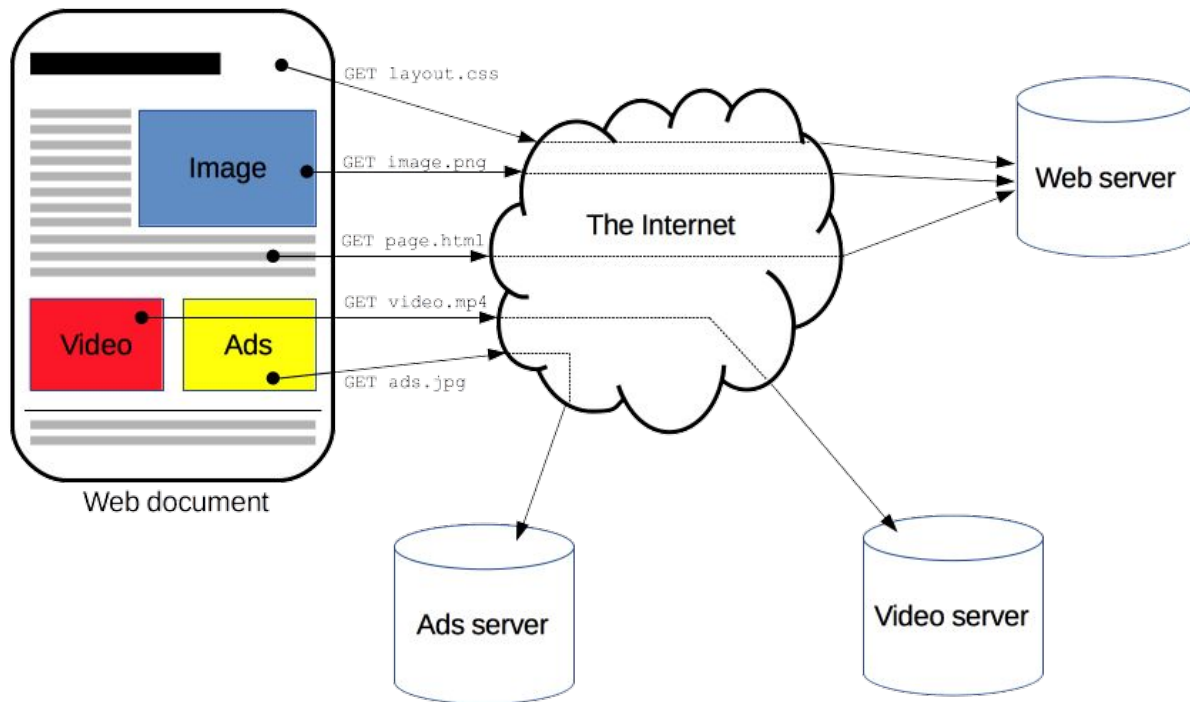 GET layout.css
Image
GET image.png
Web server
The Internet
GET page.html
GET video.mp4
Video
Ads
GET ads.jpg
Web document
Ads server
Video server